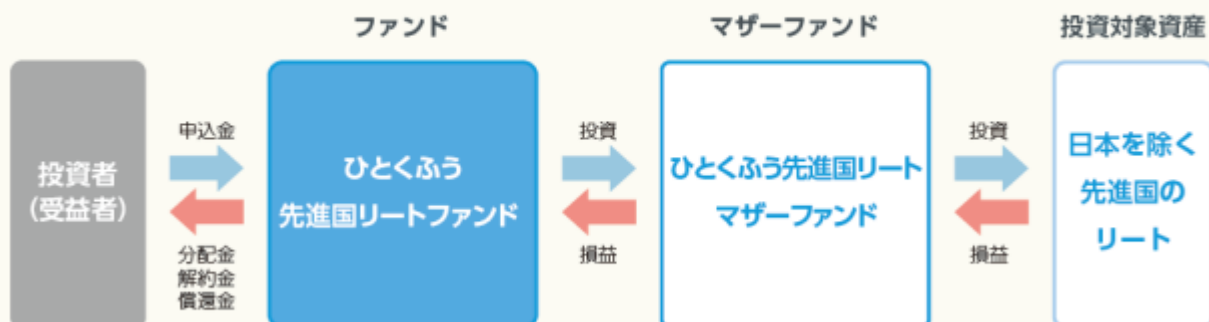 ファンド
マザーファンド
投資対象資産
投資者
(受益者)
申込金
分配金
解約金
償還金
ひとくふう
先進国リートファンド
投資
損益
ひとくふう先進国リート
マザーファンド
投資
損益
日本を除く
先進国の
リート